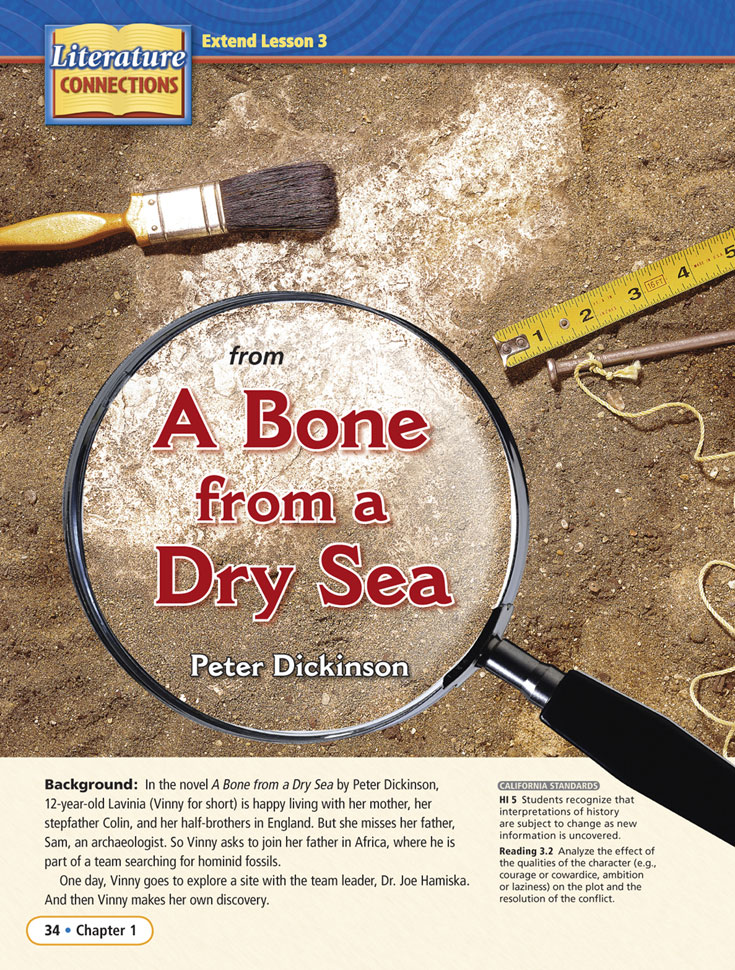 Literature
CONNECTIONS
Extend Lesson 3
1 2 3 16 FT 4 MADE IN U.S.A. 5
from
A Bone
from a
Dry Sea
Peter Dickinson
Background: In the novel A Bone from a Dry Sea by Peter Dickinson,
12-year-old Lavinia (Vinny for short) is happy living with her mother, her
stepfather Colin, and her half-brothers in England. But she misses her father,
Sam, an archaeologist. So Vinny asks to join her father in Africa, where he is
part of a team searching for hominid fossils.
One day, Vinny goes to explore a site with the team leader, Dr. Joe Hamiska.
And then Vinny makes her own discovery.
CALIFORNIA STANDARDS
HI 5 Students recognize that
interpretations of history
are subject to change as new
information is uncovered.
Reading 3.2 Analyze the effect of
the qualities of the character (e.g.,
courage or cowardice, ambition
or laziness) on the plot and the
resolution of the conflict.
34 • Chapter 1